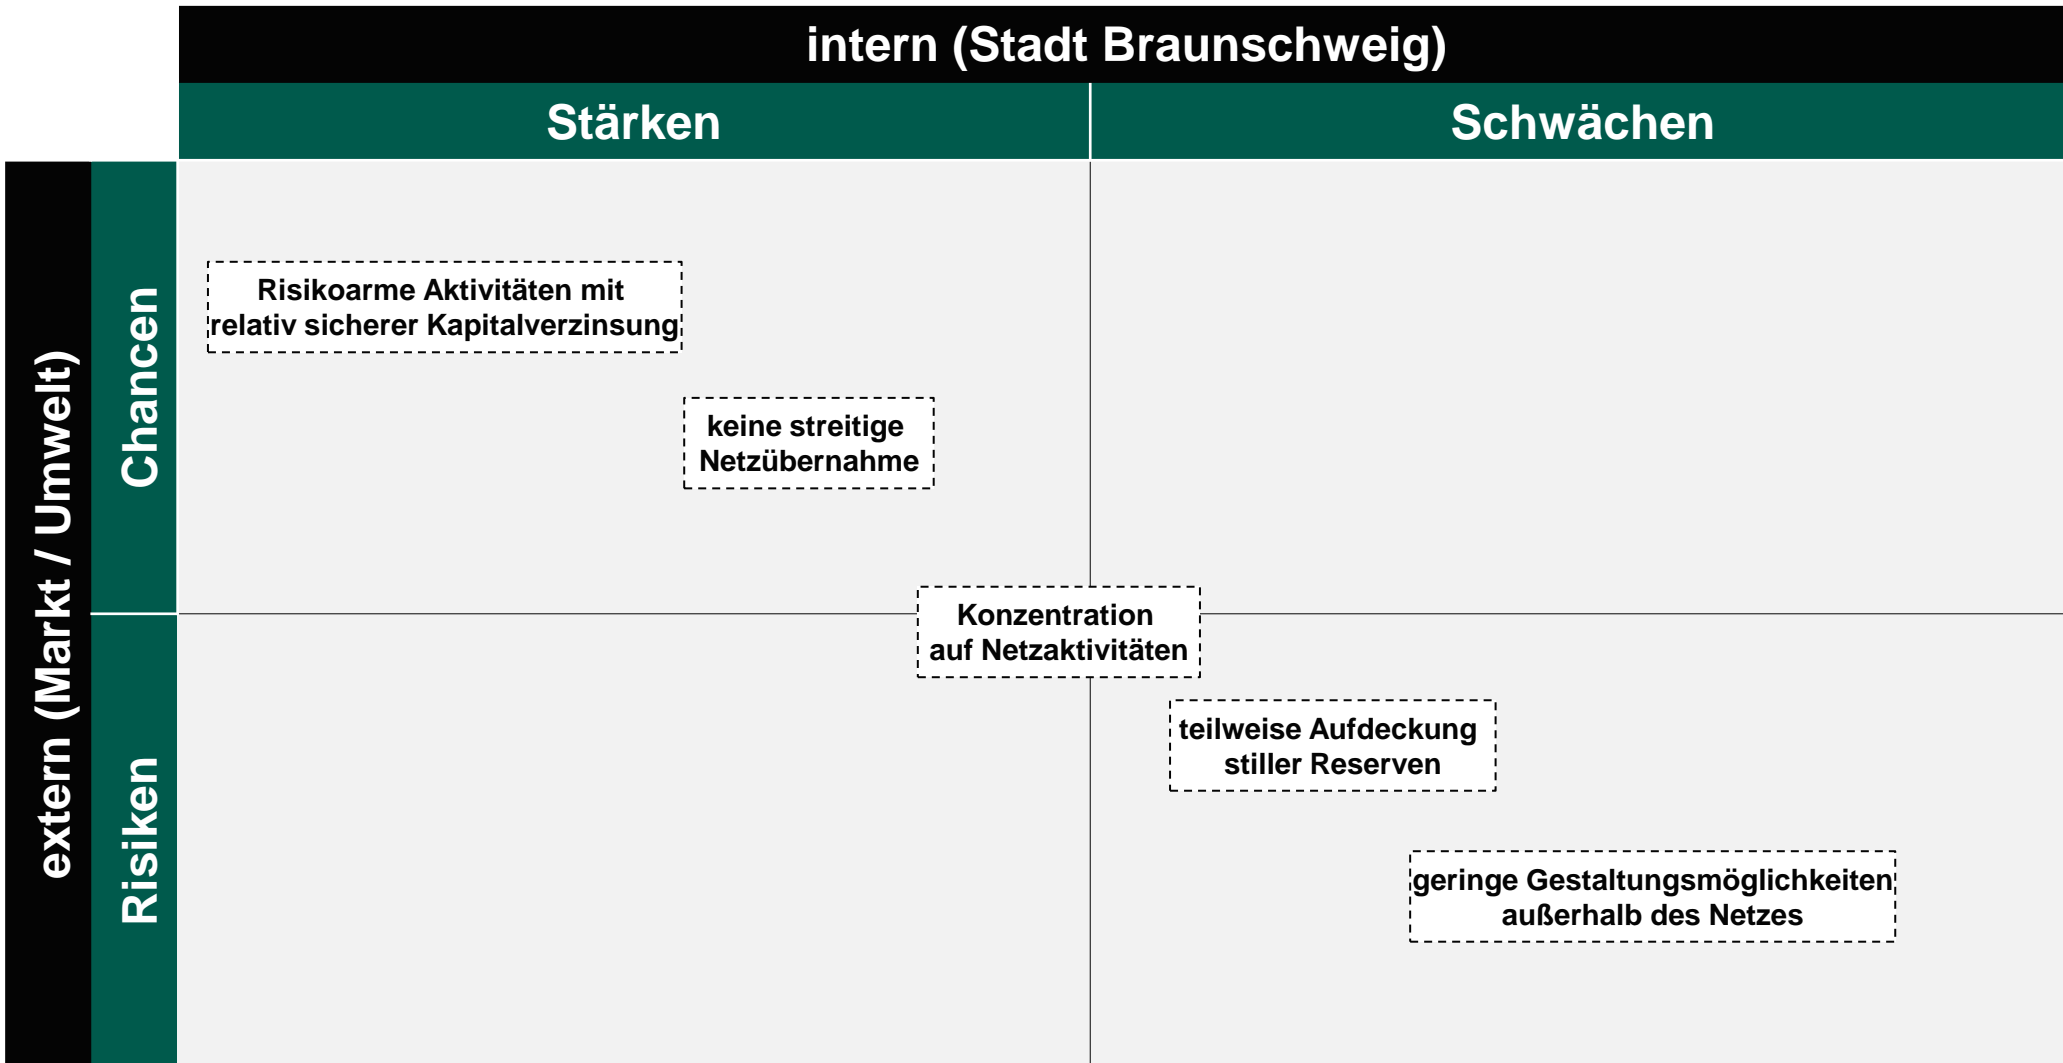 intern (Stadt Braunschweig)
Stärken
Schwächen
extern (Markt / Umwelt)
Chancen
Risikoarme Aktivitäten mit
relativ sicherer Kapitalverzinsung
keine streitige
Netzübernahme
Konzentration
auf Netzaktivitäten
Risiken
teilweise Aufdeckung
stiller Reserven
geringe Gestaltungsmöglichkeiten
außerhalb des Netzes